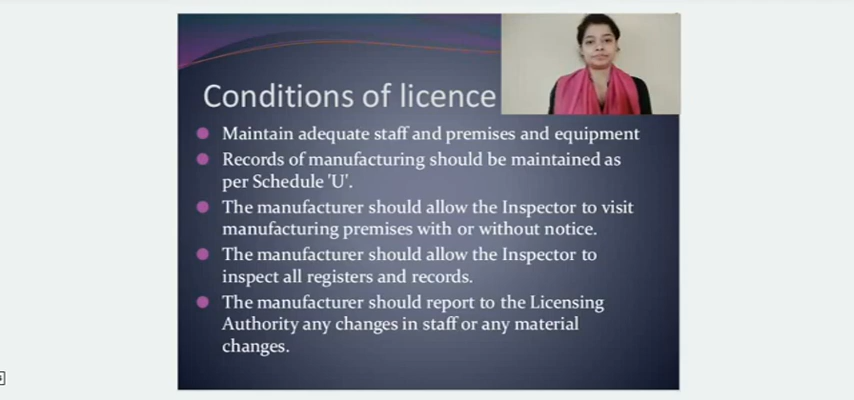 Conditions of licence
Maintain adequate staff and premises and equipment
Records of manufacturing should be maintained as
per Schedule 'U'.
The manufacturer should allow the Inspector to visit
manufacturing premises with or without notice.
The manufacturer should allow the Inspector to
inspect all registers and records.
The manufacturer should report to the Licensing
Authority any changes in staff or any material
changes.